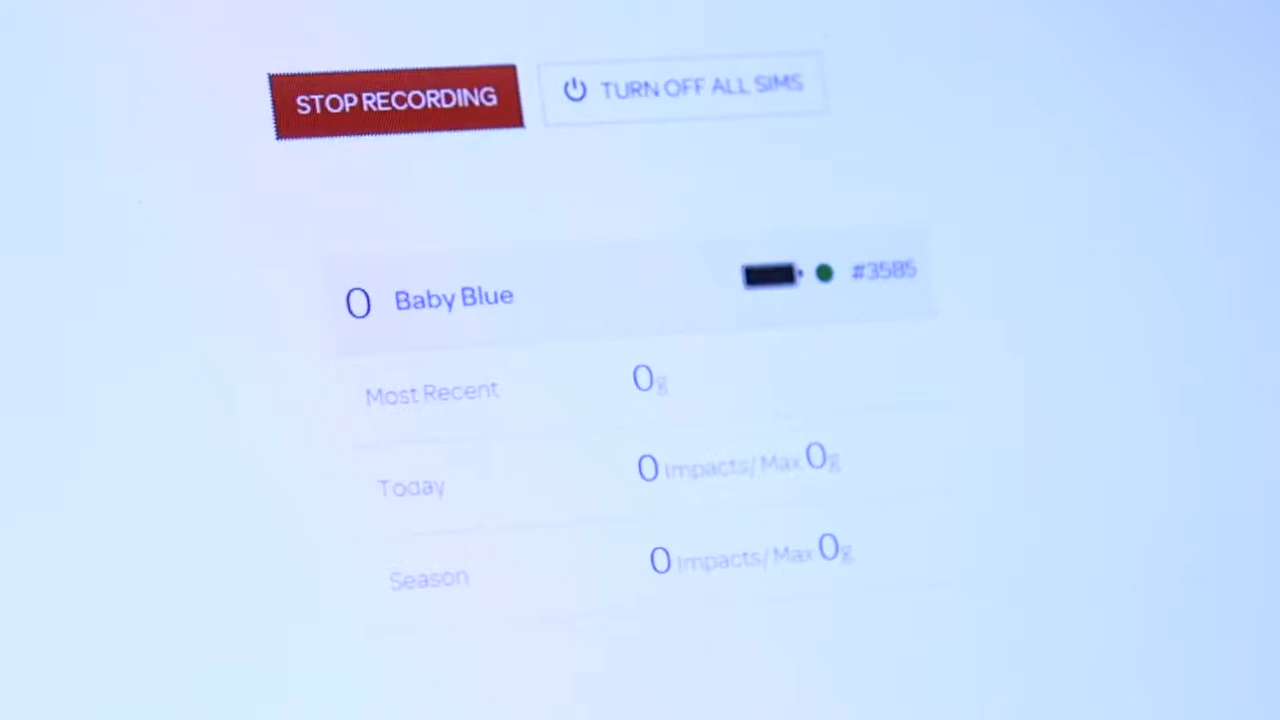 STOP RECORDING
TURN OFF ALL SIMS
0 Baby Blue #3585
Most Recent 0g
Today 0 Impacts/ Max 0g
Season 0 Impacts/ Max 0g